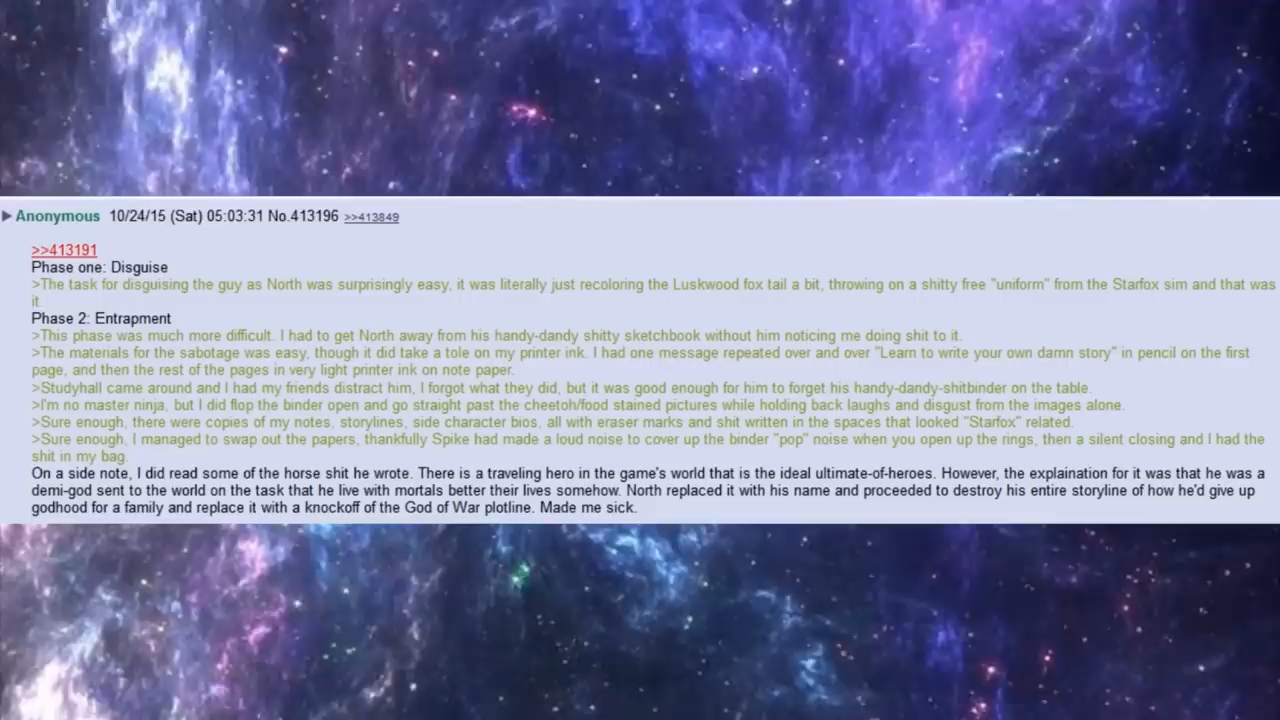 Anonymous 10/24/15 (Sat) 05:03:31 No.413196 >>413849
>>413191
Phase one: Disguise
>The task for disguising the guy as North was surprisingly easy, it was literally just recoloring the Luskwood fox tail a bit, throwing on a shitty free "uniform" from the Starfox sim and that was
it.
Phase 2: Entrapment
>This phase was much more difficult. I had to get North away from his handy-dandy shitty sketchbook without him noticing me doing shit to it.
>The materials for the sabotage was easy, though it did take a tole on my printer ink. I had one message repeated over and over "Learn to write your own damn story" in pencil on the first
page, and then the rest of the pages in very light printer ink on note paper.
>Studyhall came around and I had my friends distract him, I forgot what they did, but it was good enough for him to forget his handy-dandy-shitbinder on the table.
>I'm no master ninja, but I did flop the binder open and go straight past the cheetoh/food stained pictures while holding back laughs and disgust from the images alone.
>Sure enough, there were copies of my notes, storylines, side character bios, all with eraser marks and shit written in the spaces that looked "Starfox" related.
>Sure enough, I managed to swap out the papers, thankfully Spike had made a loud noise to cover up the binder "pop" noise when you open up the rings, then a silent closing and I had the
shit in my bag.
On a side note, I did read some of the horse shit he wrote. There is a traveling hero in the game's world that is the ideal ultimate-of-heroes. However, the explaination for it was that he was a
demi-god sent to the world on the task that he live with mortals better their lives somehow. North replaced it with his name and proceeded to destroy his entire storyline of how he'd give up
godhood for a family and replace it with a knockoff of the God of War plotline. Made me sick.